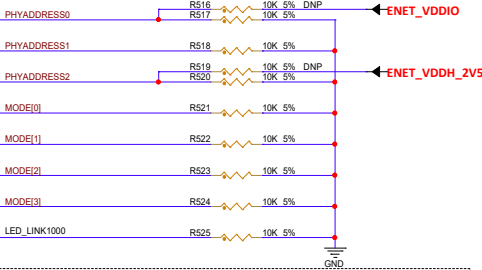 R516 10K 5% DNP ENET_VDDIO
PHYADDRESS0 R517 10K 5%
PHYADDRESS1 R518 10K 5%
R519 10K 5% DNP ENET_VDDH_2V5
PHYADDRESS2 R520 10K 5%
MODE[0] R521 10K 5%
MODE[1] R522 10K 5%
MODE[2] R523 10K 5%
MODE[3] R524 10K 5%
LED_LINK1000 R525 10K 5%
GND